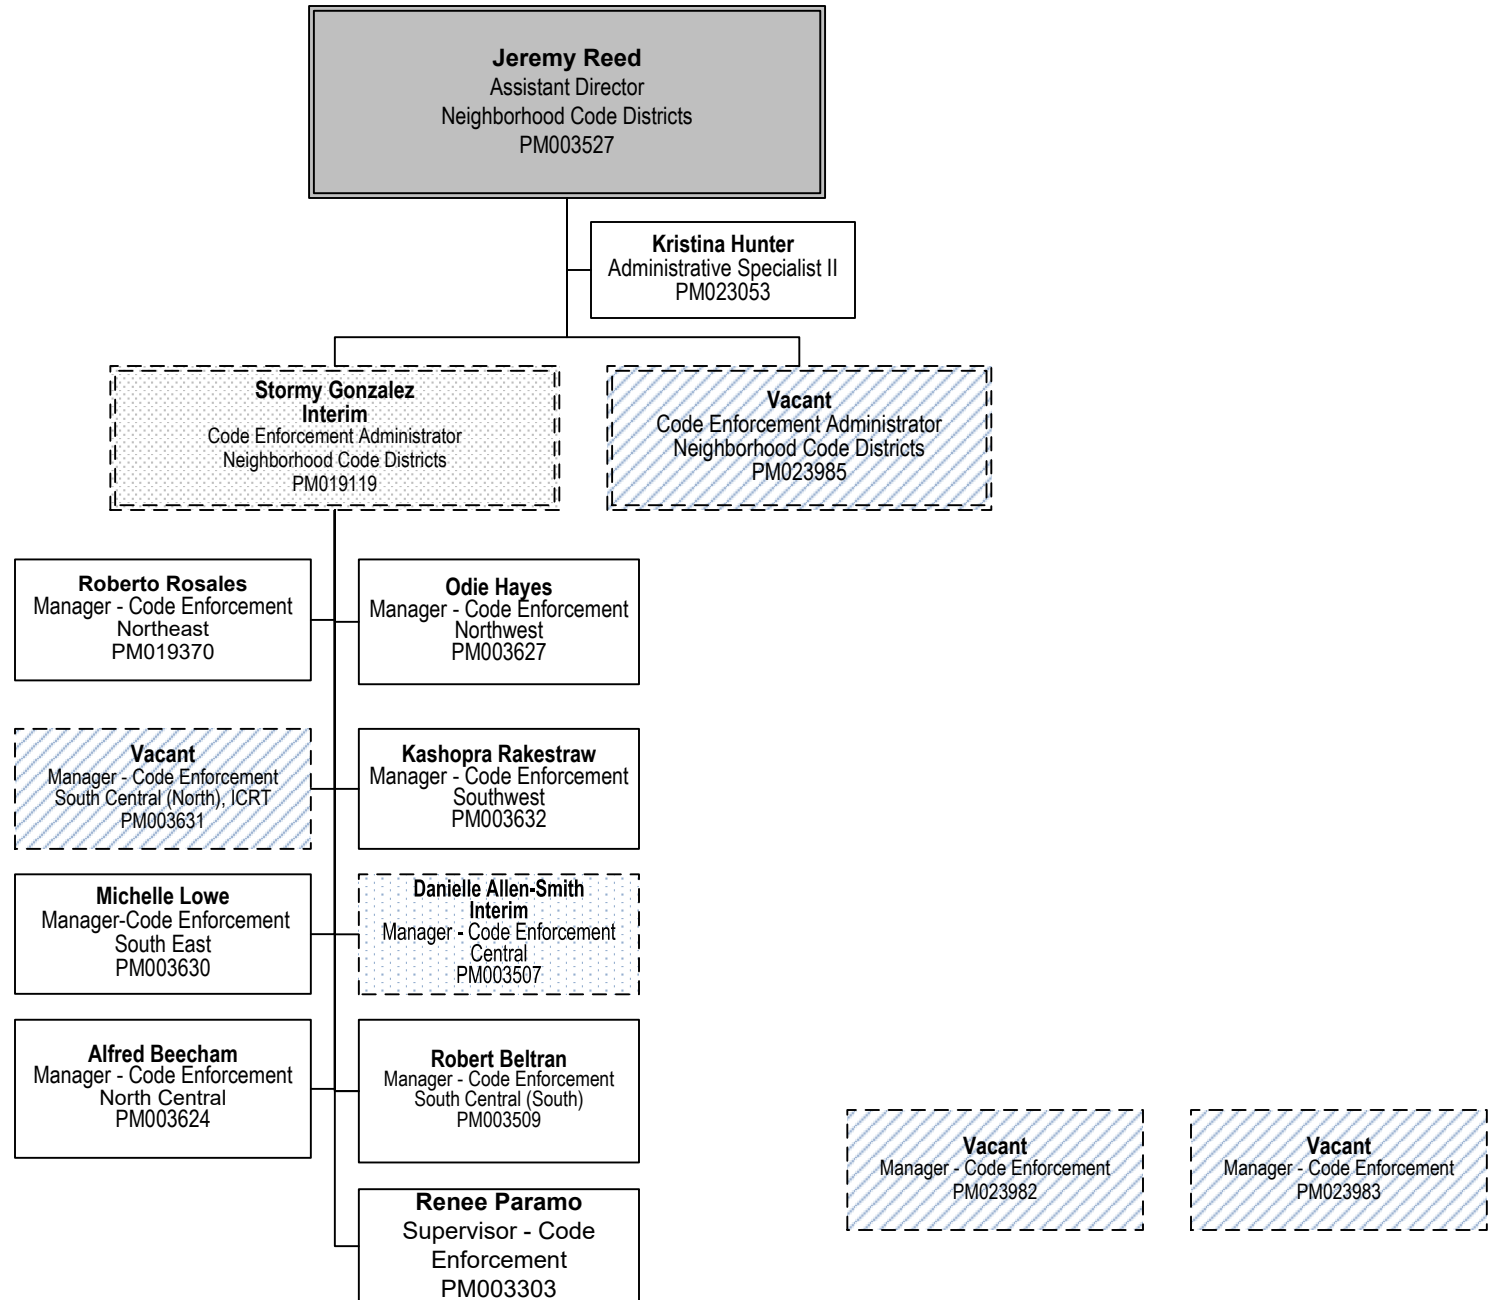 Jeremy Reed
Assistant Director
Neighborhood Code Districts
PM003527
Kristina Hunter
Administrative Specialist II
PM023053
Stormy Gonzalez
Interim
Code Enforcement Administrator
Neighborhood Code Districts
PM019119
Vacant
Code Enforcement Administrator
Neighborhood Code Districts
PM023985
Roberto Rosales
Manager - Code Enforcement
Northeast
PM019370
Odie Hayes
Manager - Code Enforcement
Northwest
PM003627
Vacant
Manager - Code Enforcement
South Central (North), ICRT
PM003631
Kashopra Rakestraw
Manager - Code Enforcement
Southwest
PM003632
Michelle Lowe
Manager-Code Enforcement
South East
PM003630
Danielle Allen-Smith
Interim
Manager - Code Enforcement
Central
PM003507
Alfred Beecham
Manager - Code Enforcement
North Central
PM003624
Robert Beltran
Manager - Code Enforcement
South Central (South)
PM003509
Vacant
Manager - Code Enforcement
PM023982
Vacant
Manager - Code Enforcement
PM023983
Renee Paramo
Supervisor - Code
Enforcement
PM003303